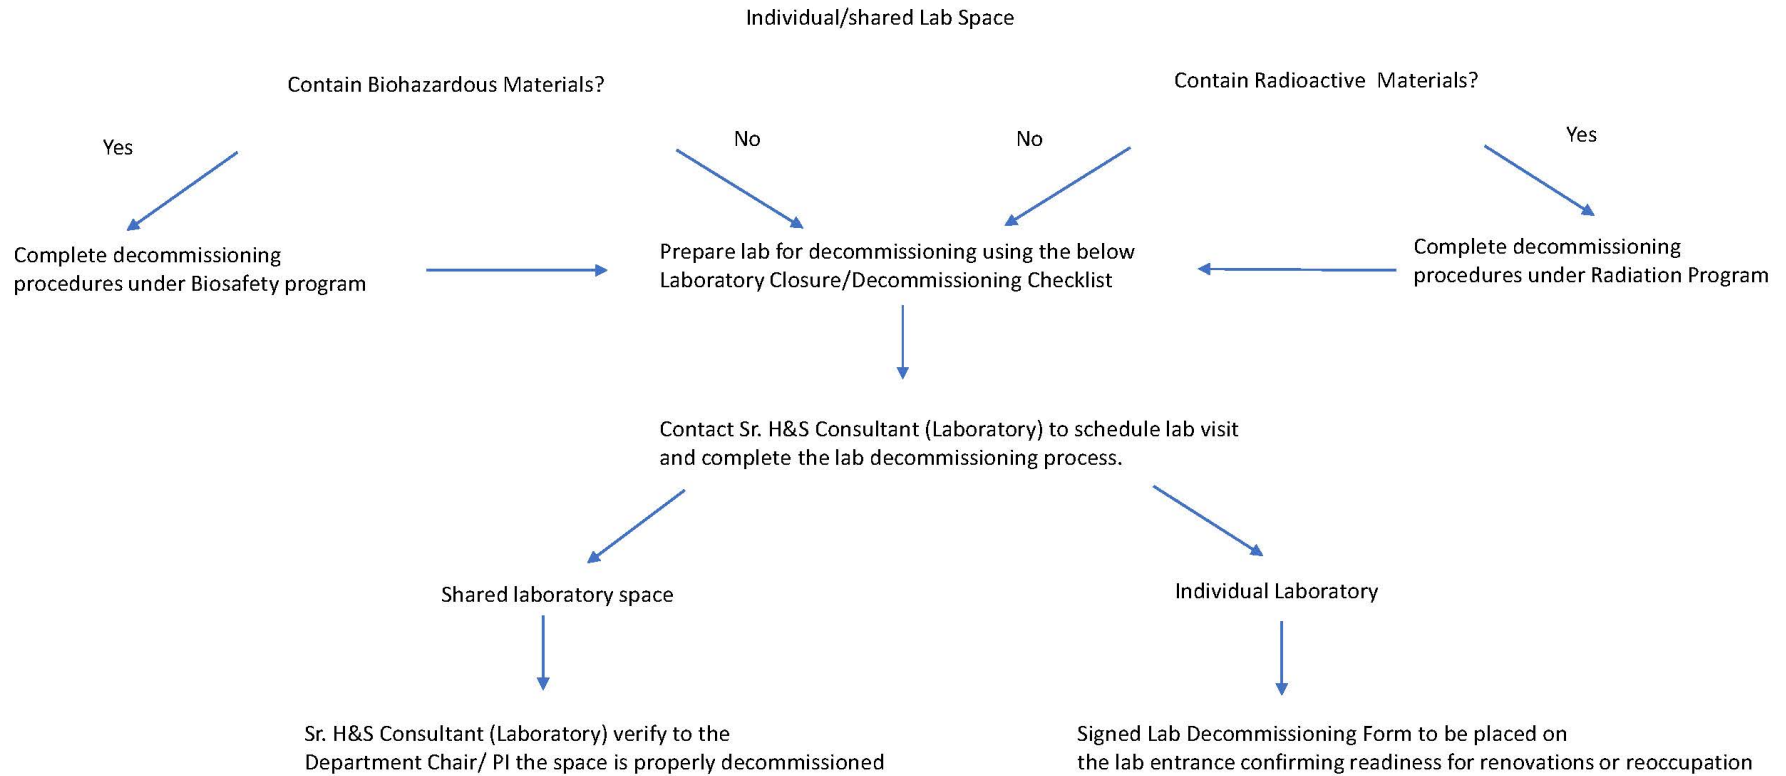 Individual/shared Lab Space
Contain Biohazardous Materials?
Contain Radioactive  Materials?
Yes
No
No
Yes
Complete decommissioning
procedures under Biosafety program
Prepare lab for decommissioning using the below
Laboratory Closure/Decommissioning Checklist
Complete decommissioning
procedures under Radiation Program
Contact Sr. H&S Consultant (Laboratory) to schedule lab visit
and complete the lab decommissioning process.
Shared laboratory space
Individual Laboratory
Sr. H&S Consultant (Laboratory) verify to the
Department Chair/ PI the space is properly decommissioned
Signed Lab Decommissioning Form to be placed on
the lab entrance confirming readiness for renovations or reoccupation